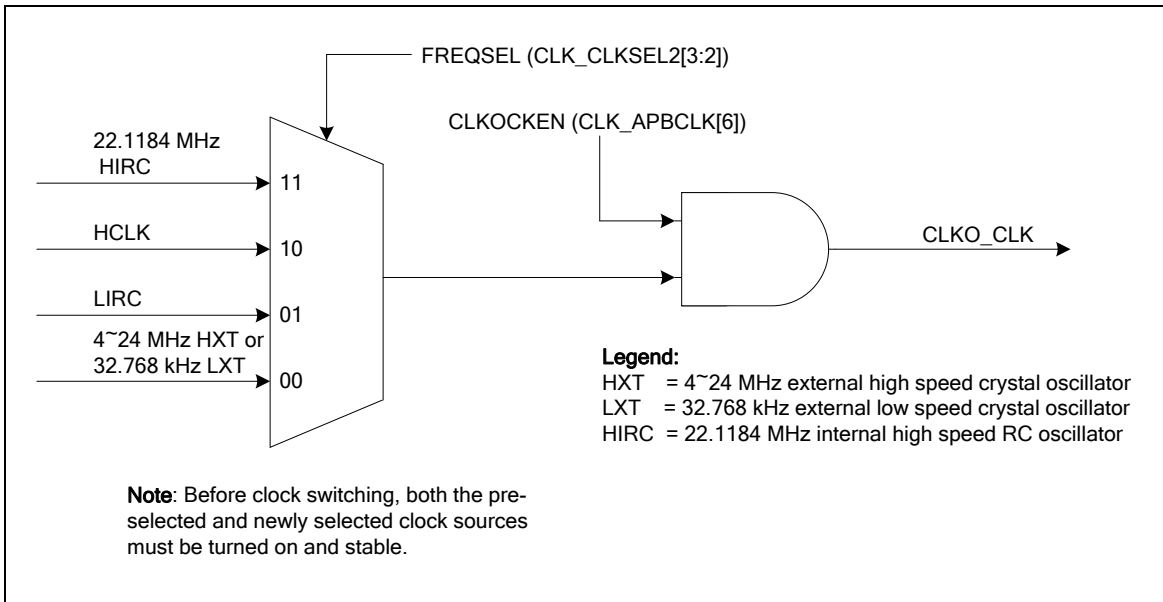 FREQSEL (CLK_CLKSEL2[3:2])
CLKOCKEN (CLK_APBCLK[6])
22.1184 MHz
HIRC
11
HCLK
10
CLKO_CLK
LIRC
01
4~24 MHz HXT or
32.768 kHz LXT
00
Legend:
HXT = 4~24 MHz external high speed crystal oscillator
LXT = 32.768 kHz external low speed crystal oscillator
HIRC = 22.1184 MHz internal high speed RC oscillator
Note: Before clock switching, both the pre-
selected and newly selected clock sources
must be turned on and stable.